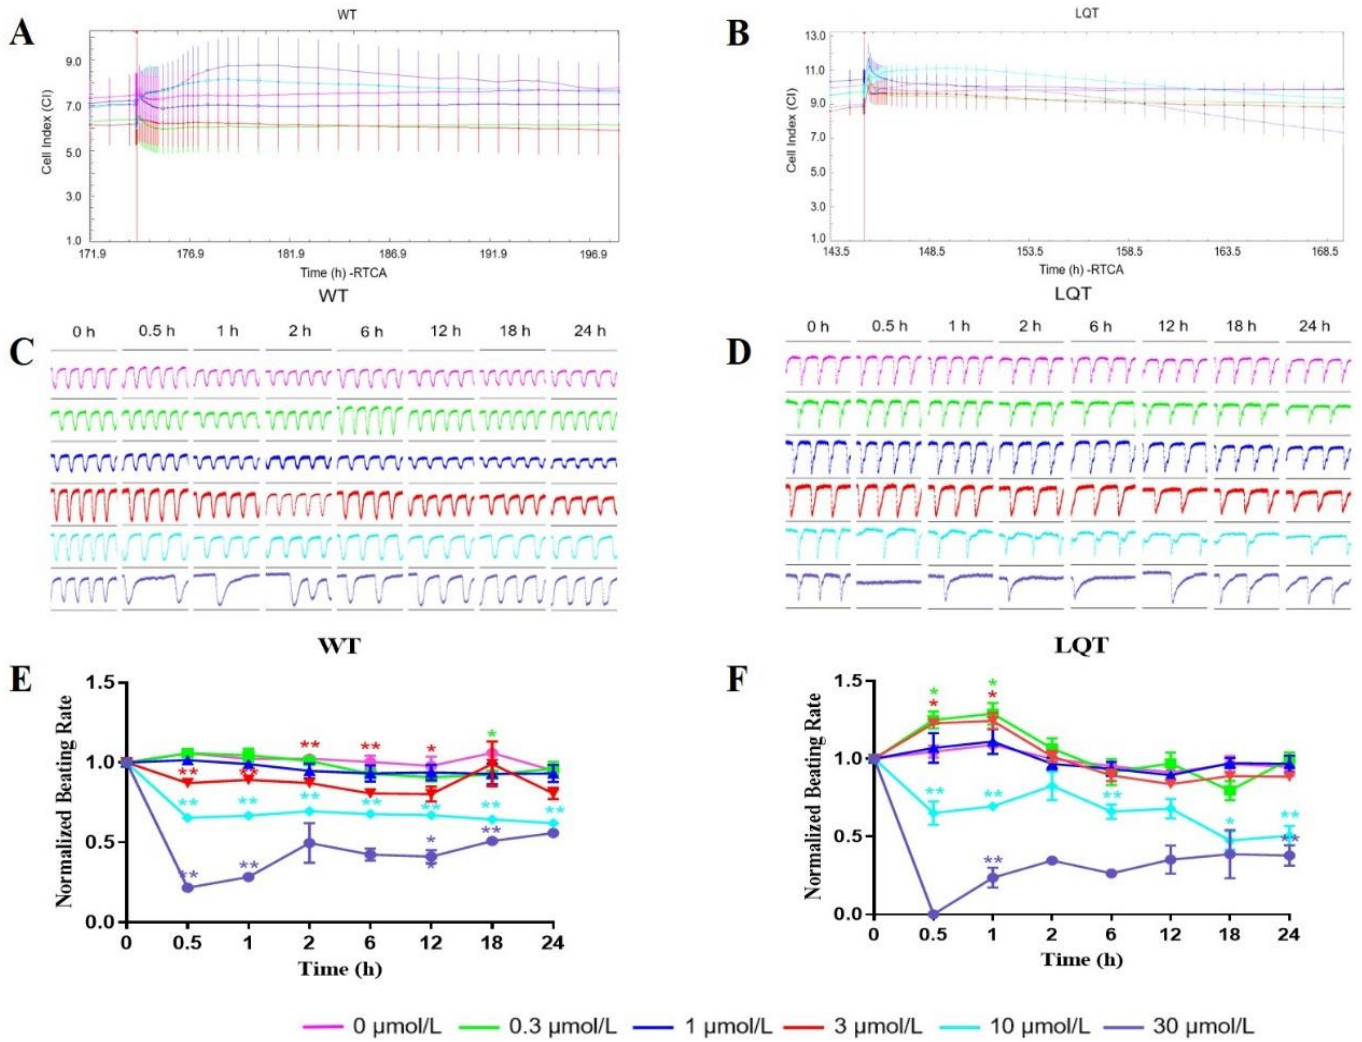 A
WT
Cell Index (CI)
9.0
7.0
5.0
3.0
1.0
171.9 176.9 181.9 186.9 191.9 196.9
Time (h) -RTCA
B
LQT
Cell Index (CI)
13.0
11.0
9.0
7.0
5.0
3.0
1.0
143.5 148.5 153.5 158.5 163.5 168.5
Time (h) -RTCA
C
WT
0 h 0.5 h 1 h 2 h 6 h 12 h 18 h 24 h
D
LQT
0 h 0.5 h 1 h 2 h 6 h 12 h 18 h 24 h
E
WT
Normalized Beating Rate
1.5
1.0
0.5
0.0
** ** * *
** **
** ** ** ** ** ** **
** ** * * **
0 0.5 1 2 6 12 18 24
Time (h)
F
LQT
Normalized Beating Rate
1.5
1.0
0.5
0.0
* *
* *
** ** ** * **
** **
0 0.5 1 2 6 12 18 24
Time (h)
0 μmol/L 0.3 μmol/L 1 μmol/L 3 μmol/L 10 μmol/L 30 μmol/L